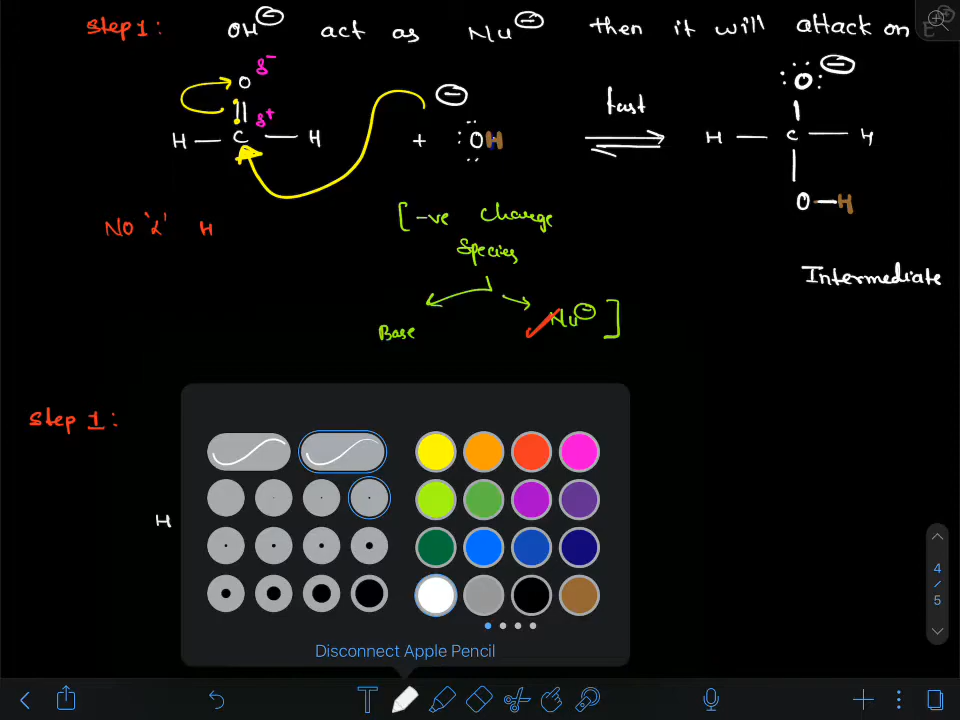 Step 1: OH⊖ act as Nu⊖ then it will attack on
δ- O
δ+
H — C — H + ⊖ :ÖH fast H — C — H
:O: ⊖
O—H
[ -ve Charge
Species
No 'α' H
Intermediate
Base Nu⊖ ]
Step 1:
H
4
/
5
Disconnect Apple Pencil
T